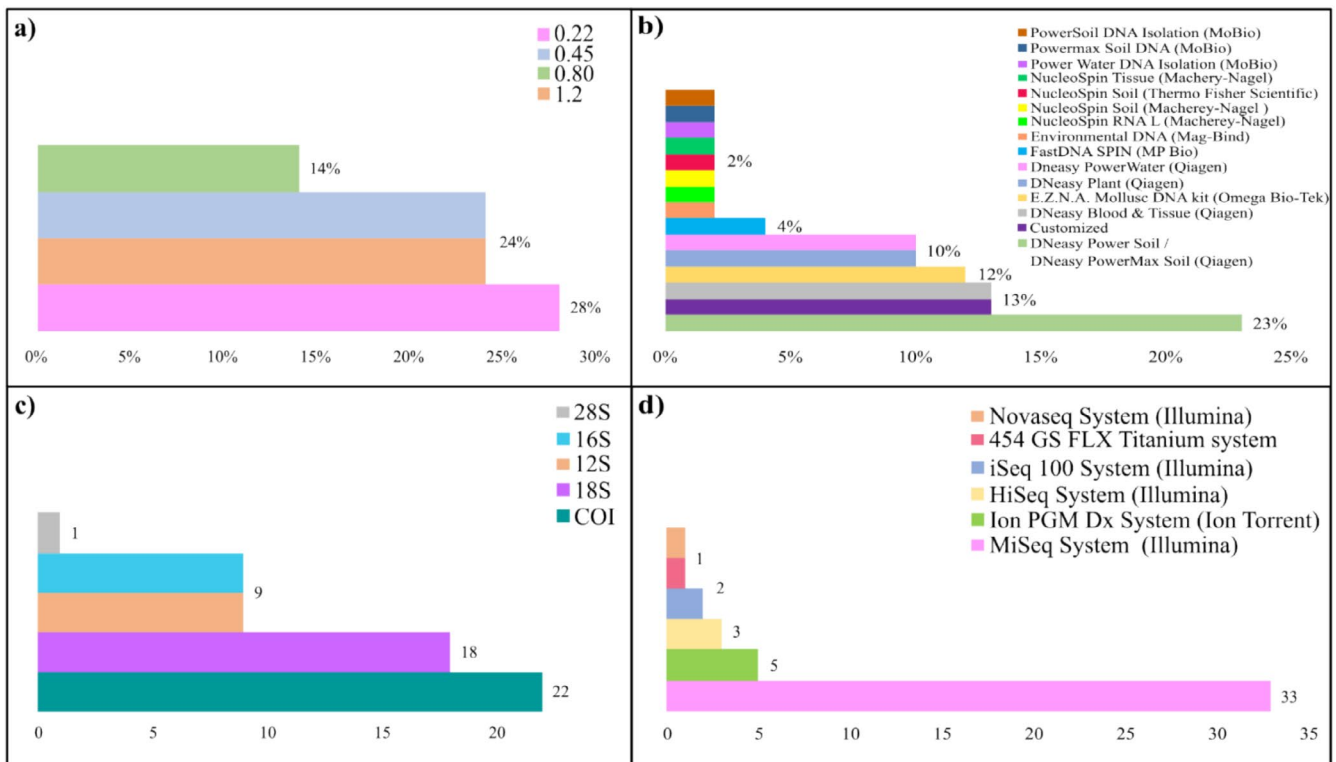 a)
0.22
0.45
0.80
1.2
14%
24%
28%
0% 5% 10% 15% 20% 25% 30%
b)
PowerSoil DNA Isolation (MoBio)
Powermax Soil DNA (MoBio)
Power Water DNA Isolation (MoBio)
NucleoSpin Tissue (Machery-Nagel)
NucleoSpin Soil (Thermo Fisher Scientific)
NucleoSpin Soil (Macherey-Nagel )
NucleoSpin RNA L (Macherey-Nagel)
Environmental DNA (Mag-Bind)
FastDNA SPIN (MP Bio)
Dneasy PowerWater (Qiagen)
DNeasy Plant (Qiagen)
E.Z.N.A. Mollusc DNA kit (Omega Bio-Tek)
DNeasy Blood & Tissue (Qiagen)
Customized
DNeasy Power Soil /
DNeasy PowerMax Soil (Qiagen)
2%
4%
10%
12%
13%
23%
0% 5% 10% 15% 20% 25%
c)
28S
16S
12S
18S
COI
1
9
18
22
0 5 10 15 20
d)
Novaseq System (Illumina)
454 GS FLX Titanium system
iSeq 100 System (Illumina)
HiSeq System (Illumina)
Ion PGM Dx System (Ion Torrent)
MiSeq System (Illumina)
1
2
3
5
33
0 5 10 15 20 25 30 35